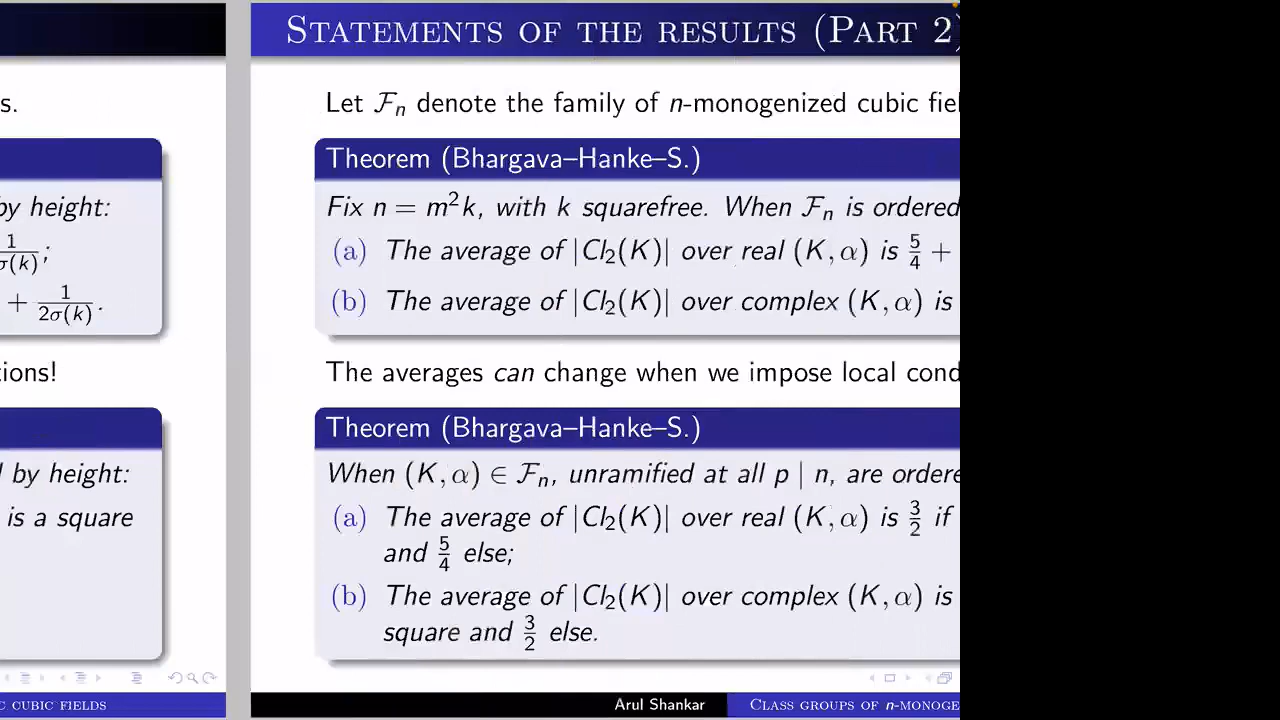 s.
by height:
1/σ(k);
+ 1/2σ(k).
ions!
by height:
is a square
C CUBIC FIELDS
STATEMENTS OF THE RESULTS (PART 2)
Let 𝓕ₙ denote the family of n-monogenized cubic fiel
Theorem (Bhargava–Hanke–S.)
Fix n = m²k, with k squarefree. When 𝓕ₙ is ordered
(a) The average of |Cl₂(K)| over real (K, α) is 5/4 +
(b) The average of |Cl₂(K)| over complex (K, α) is
The averages can change when we impose local cond
Theorem (Bhargava–Hanke–S.)
When (K, α) ∈ 𝓕ₙ, unramified at all p | n, are ordere
(a) The average of |Cl₂(K)| over real (K, α) is 3/2 if
and 5/4 else;
(b) The average of |Cl₂(K)| over complex (K, α) is
square and 3/2 else.
Arul Shankar
CLASS GROUPS OF n-MONOGE